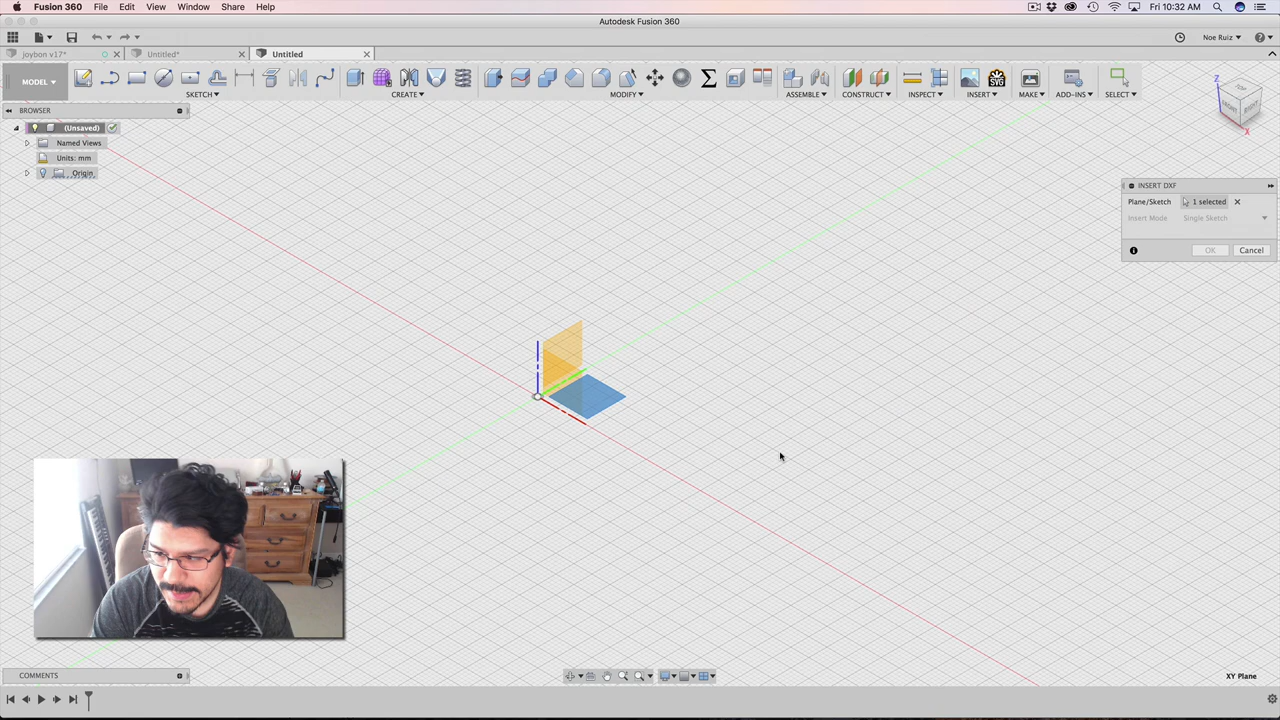 Fusion 360 File Edit View Window Share Help Fri 10:32 AM
Autodesk Fusion 360
Noe Ruiz
joybon v17* Untitled* Untitled
MODEL SKETCH CREATE MODIFY ASSEMBLE CONSTRUCT INSPECT INSERT MAKE ADD-INS SELECT
BROWSER
(Unsaved)
Named Views
Units: mm
Origin
Z
FRONT RIGHT
X
INSERT DXF
Plane/Sketch 1 selected
Insert Mode Single Sketch
OK Cancel
COMMENTS
XY Plane